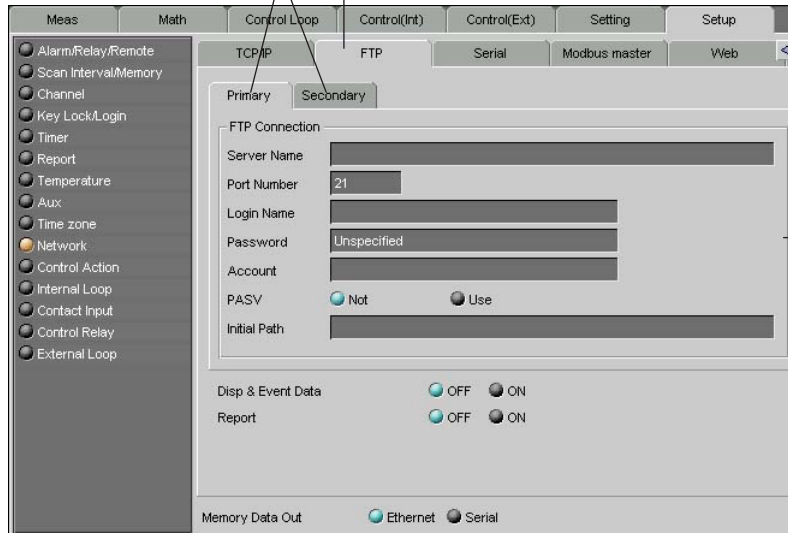 Meas Math Control Loop Control(Int) Control(Ext) Setting Setup
Alarm/Relay/Remote
Scan Interval/Memory
Channel
Key Lock/Login
Timer
Report
Temperature
Aux
Time zone
Network
Control Action
Internal Loop
Contact Input
Control Relay
External Loop
TCP/IP FTP Serial Modbus master Web <
Primary Secondary
FTP Connection
Server Name
Port Number 21
Login Name
Password Unspecified
Account
PASV Not Use
Initial Path
Disp & Event Data OFF ON
Report OFF ON
Memory Data Out Ethernet Serial